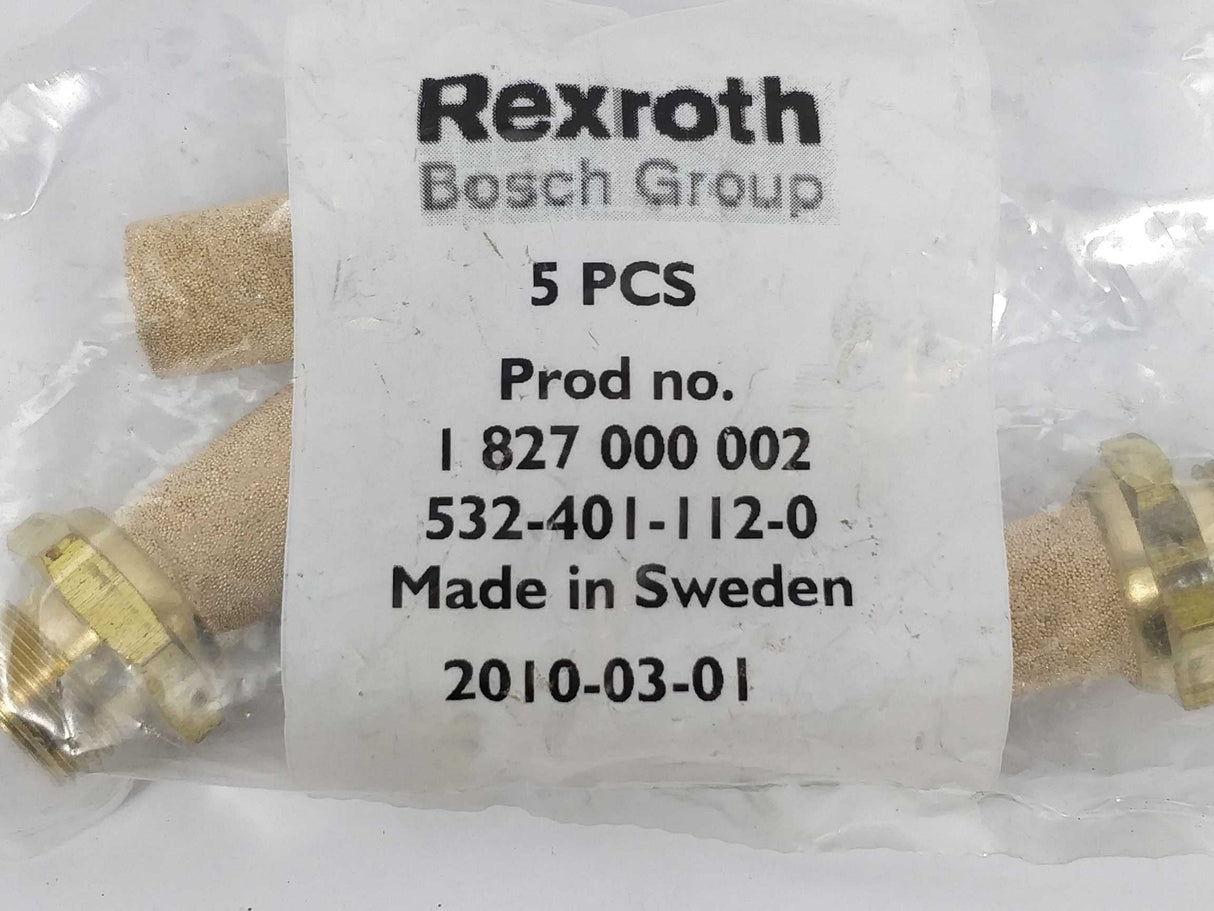 Rexroth
Bosch Group
5 PCS
Prod no.
1 827 000 002
532-401-112-0
Made in Sweden
2010-03-01